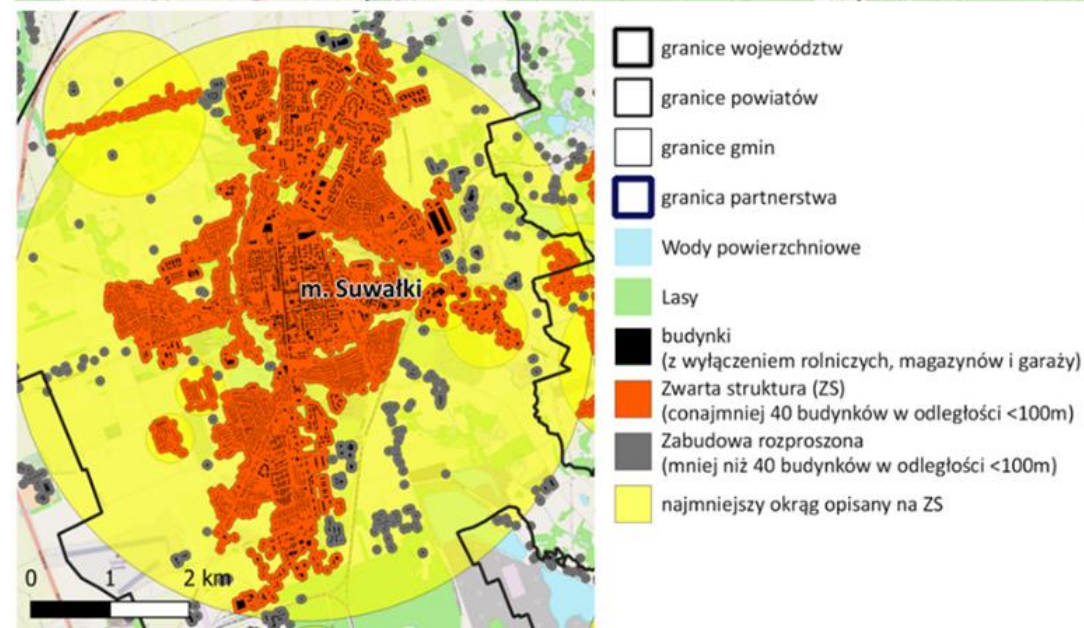 m. Suwałki
0 1 2 km
granice województw
granice powiatów
granice gmin
granica partnerstwa
Wody powierzchniowe
Lasy
budynki
(z wyłączeniem rolniczych, magazynów i garaży)
Zwarta struktura (ZS)
(conajmniej 40 budynków w odległości <100m)
Zabudowa rozproszona
(mniej niż 40 budynków w odległości <100m)
najmniejszy okrąg opisany na ZS